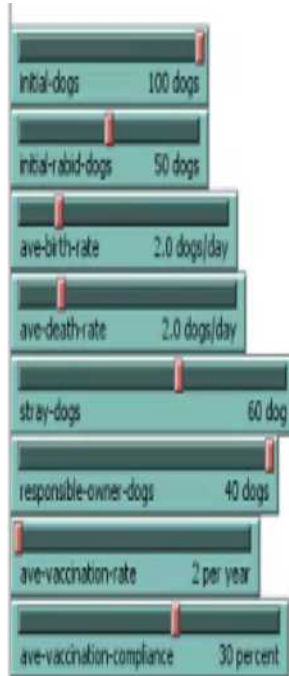 initial-dogs 100 dogs
initial-rabid-dogs 50 dogs
ave-birth-rate 2.0 dogs/day
ave-death-rate 2.0 dogs/day
stray-dogs 60 dog
responsible-owner-dogs 40 dogs
ave-vaccination-rate 2 per year
ave-vaccination-compliance 30 percent